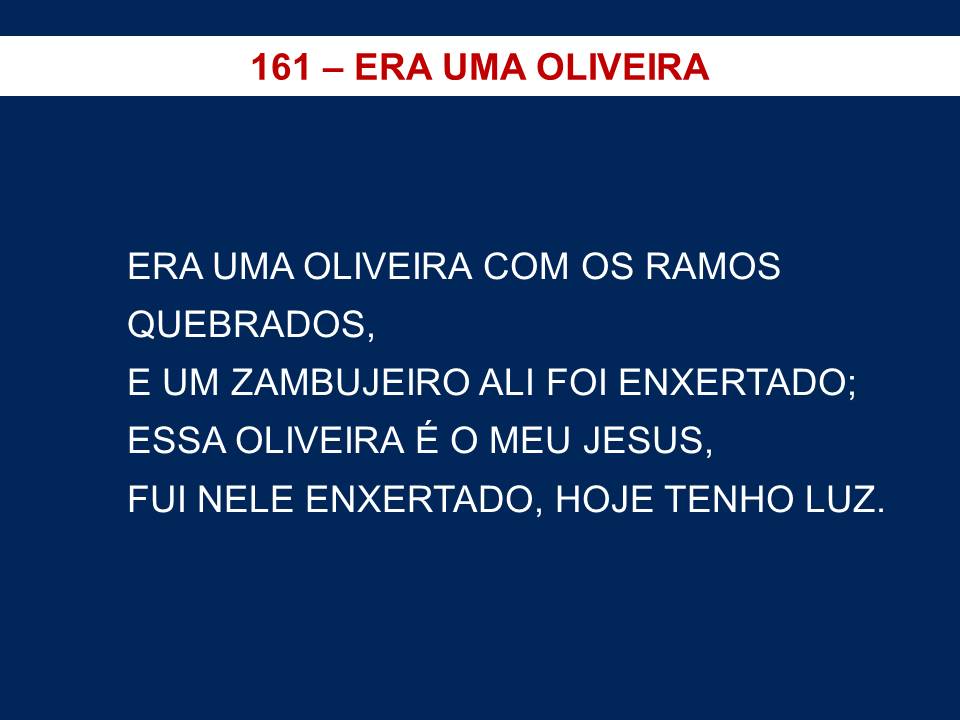 161 – ERA UMA OLIVEIRA
ERA UMA OLIVEIRA COM OS RAMOS
QUEBRADOS,
E UM ZAMBUJEIRO ALI FOI ENXERTADO;
ESSA OLIVEIRA É O MEU JESUS,
FUI NELE ENXERTADO, HOJE TENHO LUZ.